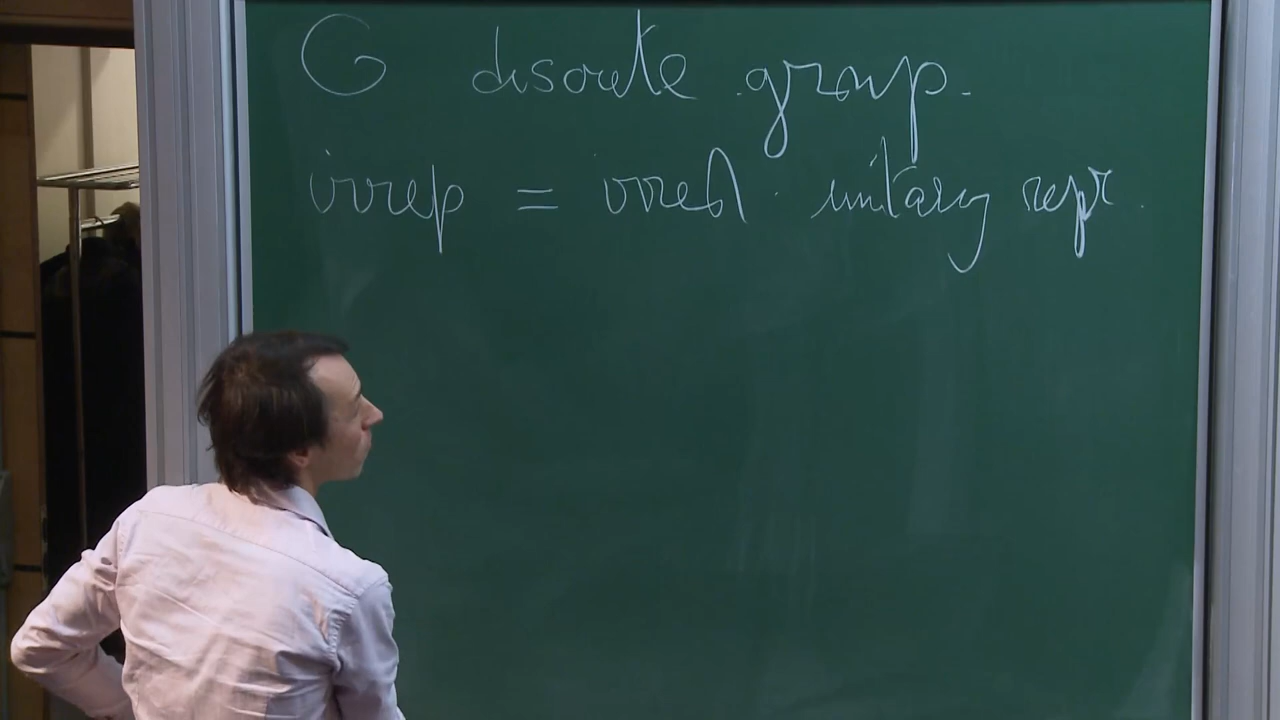 G discrete group.
irrep = irred. unitary repr.